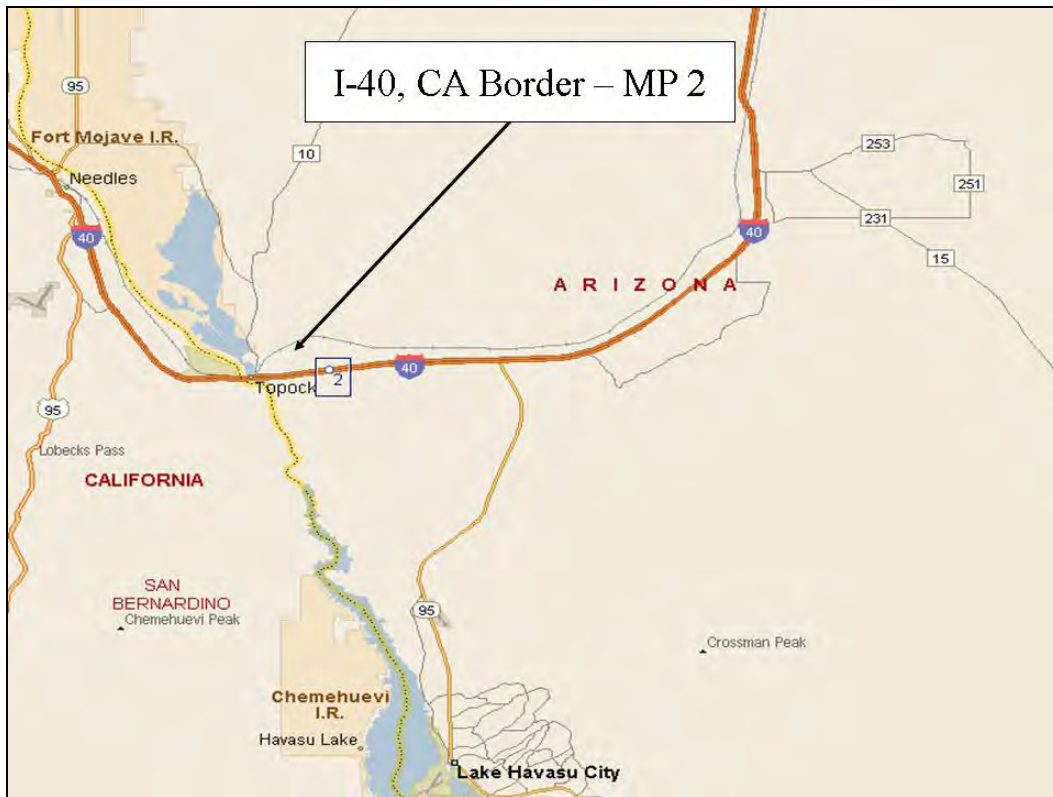 I-40, CA Border – MP 2
95
Fort Mojave I.R.
Needles
40
10
253
251
231
40
15
ARIZONA
Topock
2
40
95
Lobecks Pass
CALIFORNIA
SAN
BERNARDINO
Chemehuevi Peak
95
Crossman Peak
Chemehuevi
I.R.
Havasu Lake
Lake Havasu City